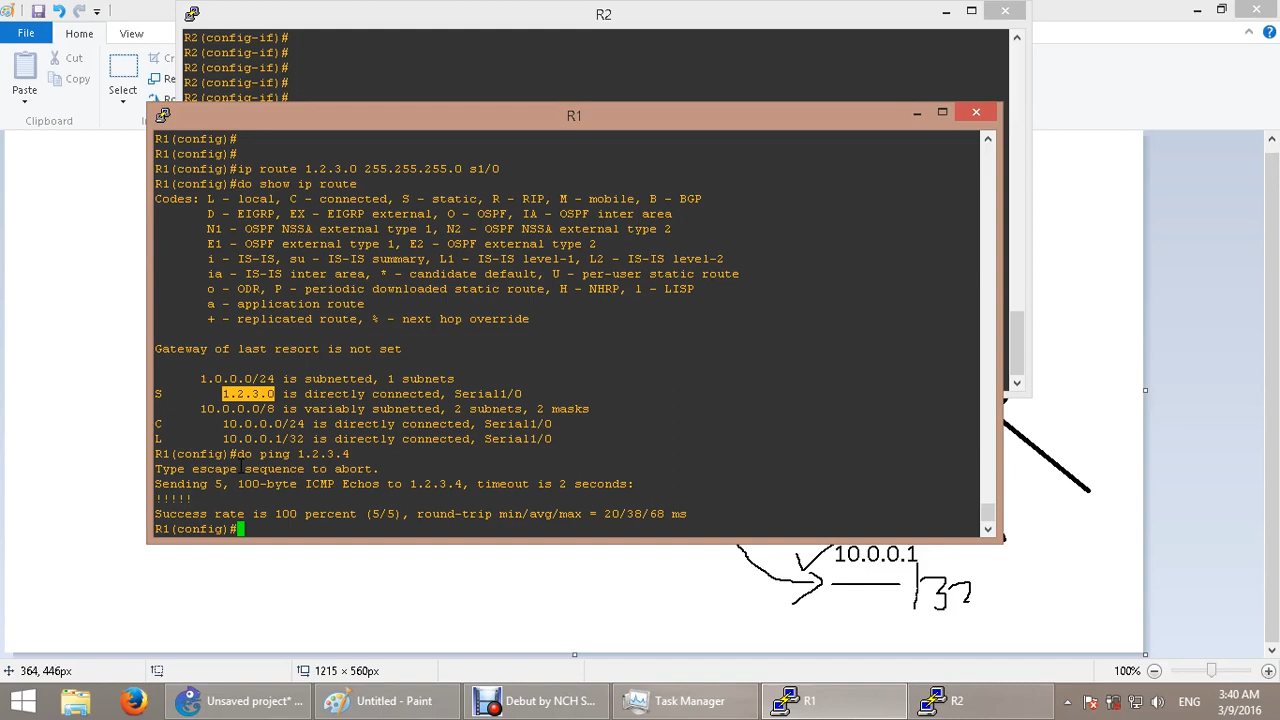 R2
File
Home
View
Cut
Copy
Paste
Select
Clipboard
R2(config-if)#
R2(config-if)#
R2(config-if)#
R2(config-if)#
R2(config-if)#
R1
R1(config)#
R1(config)#
R1(config)#ip route 1.2.3.0 255.255.255.0 s1/0
R1(config)#do show ip route
Codes: L - local, C - connected, S - static, R - RIP, M - mobile, B - BGP
D - EIGRP, EX - EIGRP external, O - OSPF, IA - OSPF inter area
N1 - OSPF NSSA external type 1, N2 - OSPF NSSA external type 2
E1 - OSPF external type 1, E2 - OSPF external type 2
i - IS-IS, su - IS-IS summary, L1 - IS-IS level-1, L2 - IS-IS level-2
ia - IS-IS inter area, * - candidate default, U - per-user static route
o - ODR, P - periodic downloaded static route, H - NHRP, l - LISP
a - application route
+ - replicated route, % - next hop override
Gateway of last resort is not set
1.0.0.0/24 is subnetted, 1 subnets
S 1.2.3.0 is directly connected, Serial1/0
10.0.0.0/8 is variably subnetted, 2 subnets, 2 masks
C 10.0.0.0/24 is directly connected, Serial1/0
L 10.0.0.1/32 is directly connected, Serial1/0
R1(config)#do ping 1.2.3.4
Type escape sequence to abort.
Sending 5, 100-byte ICMP Echos to 1.2.3.4, timeout is 2 seconds:
!!!!!
Success rate is 100 percent (5/5), round-trip min/avg/max = 20/38/68 ms
R1(config)#
10.0.0.1
/32
364, 446px
1215 × 560px
100%
Unsaved project*...
Untitled - Paint
Debut by NCH S...
Task Manager
R1
R2
ENG
3:40 AM
3/9/2016